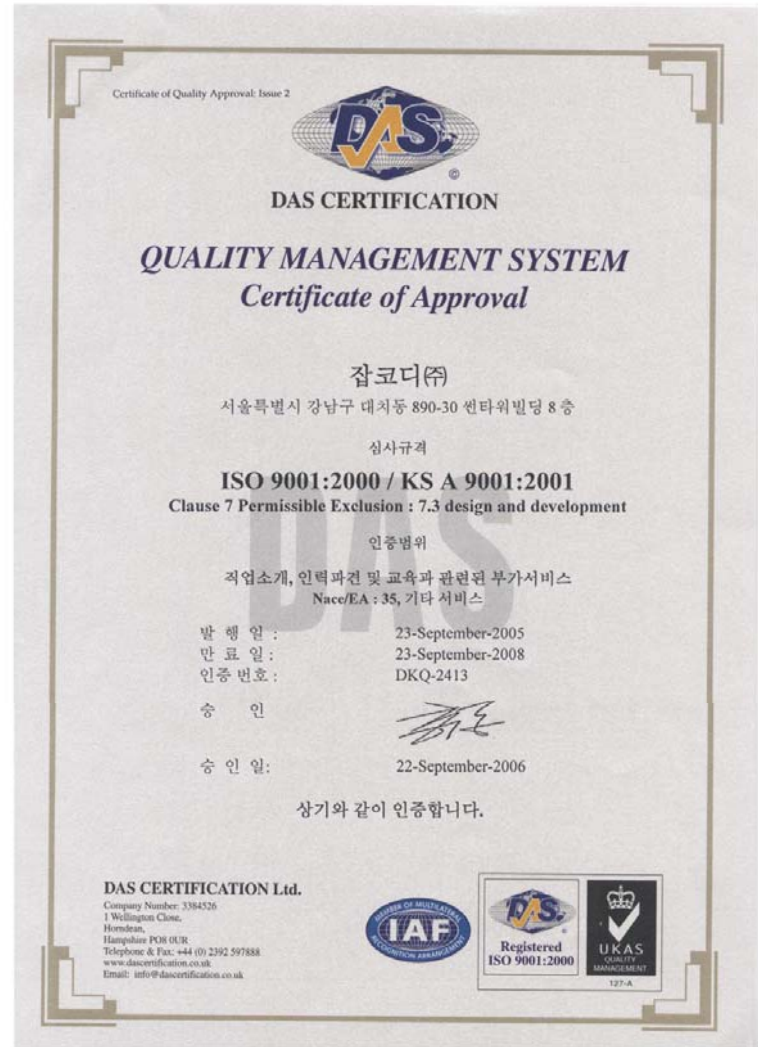 Certificate of Quality Approval: Issue 2
DAS
©
DAS CERTIFICATION
QUALITY MANAGEMENT SYSTEM
Certificate of Approval
잡코디㈜
서울특별시 강남구 대치동 890-30 썬타워빌딩 8 층
심사규격
ISO 9001:2000 / KS A 9001:2001
Clause 7 Permissible Exclusion : 7.3 design and development
인증범위
직업소개, 인력파견 및 교육과 관련된 부가서비스
Nace/EA : 35, 기타 서비스
DAS
발 행 일 : 23-September-2005
만 료 일 : 23-September-2008
인증 번호 : DKQ-2413
승 인
승 인 일: 22-September-2006
상기와 같이 인증합니다.
DAS CERTIFICATION Ltd.
Company Number: 3384526
1 Wellington Close,
Horndean,
Hampshire PO8 0UR
Telephone & Fax: +44 (0) 2392 597888
www.dascertification.co.uk
Email: info@dascertification.co.uk
MEMBER OF MULTILATERAL
IAF
RECOGNITION ARRANGEMENT
DAS
Registered
ISO 9001:2000
UKAS
QUALITY
MANAGEMENT
127-A